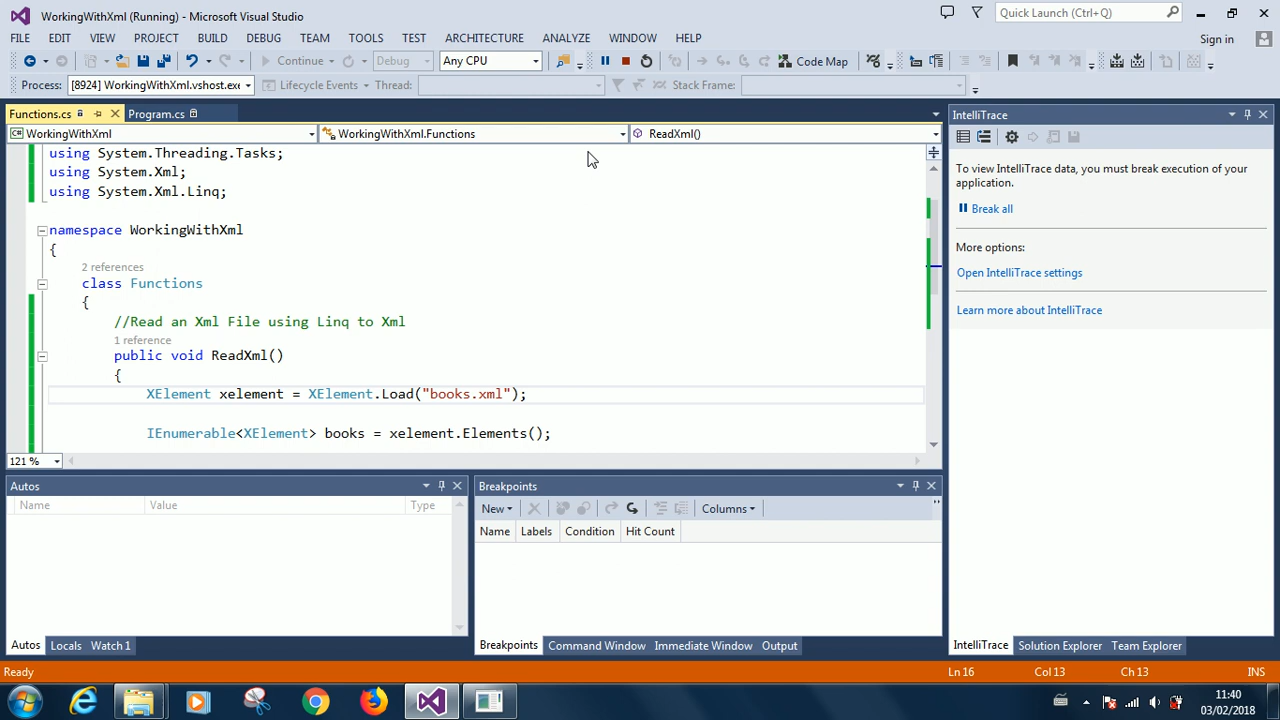 WorkingWithXml (Running) - Microsoft Visual Studio
Quick Launch (Ctrl+Q)
FILE EDIT VIEW PROJECT BUILD DEBUG TEAM TOOLS TEST ARCHITECTURE ANALYZE WINDOW HELP
Sign in
Continue Debug Any CPU Code Map
Process: [8924] WorkingWithXml.vshost.exe Lifecycle Events Thread: Stack Frame:
Functions.cs Program.cs
WorkingWithXml WorkingWithXml.Functions ReadXml()
using System.Threading.Tasks;
using System.Xml;
using System.Xml.Linq;
namespace WorkingWithXml
{
2 references
class Functions
{
//Read an Xml File using Linq to Xml
1 reference
public void ReadXml()
{
XElement xelement = XElement.Load("books.xml");
IEnumerable<XElement> books = xelement.Elements();
121 %
IntelliTrace
To view IntelliTrace data, you must break execution of your
application.
Break all
More options:
Open IntelliTrace settings
Learn more about IntelliTrace
Autos
Name Value Type
Autos Locals Watch 1
Breakpoints
New Columns
Name Labels Condition Hit Count
Breakpoints Command Window Immediate Window Output
IntelliTrace Solution Explorer Team Explorer
Ready Ln 16 Col 13 Ch 13 INS
11:40
03/02/2018